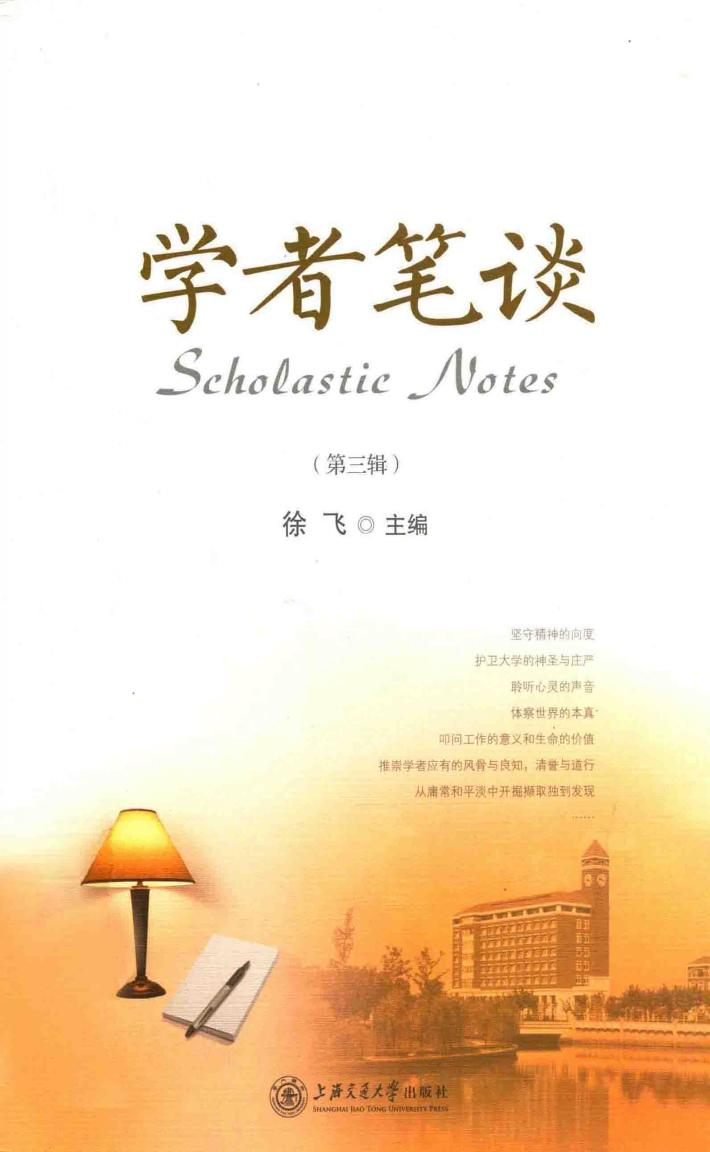 学者笔谈
Scholastic Notes
（第三辑）
徐 飞 ◎ 主编
坚守精神的向度
护卫大学的神圣与庄严
聆听心灵的声音
体察世界的本真
叩问工作的意义和生命的价值
推崇学者应有的风骨与良知，清誉与道行
从庸常和平淡中开掘撷取独到发现
……
上海交通大学出版社
SHANGHAI JIAO TONG UNIVERSITY PRESS